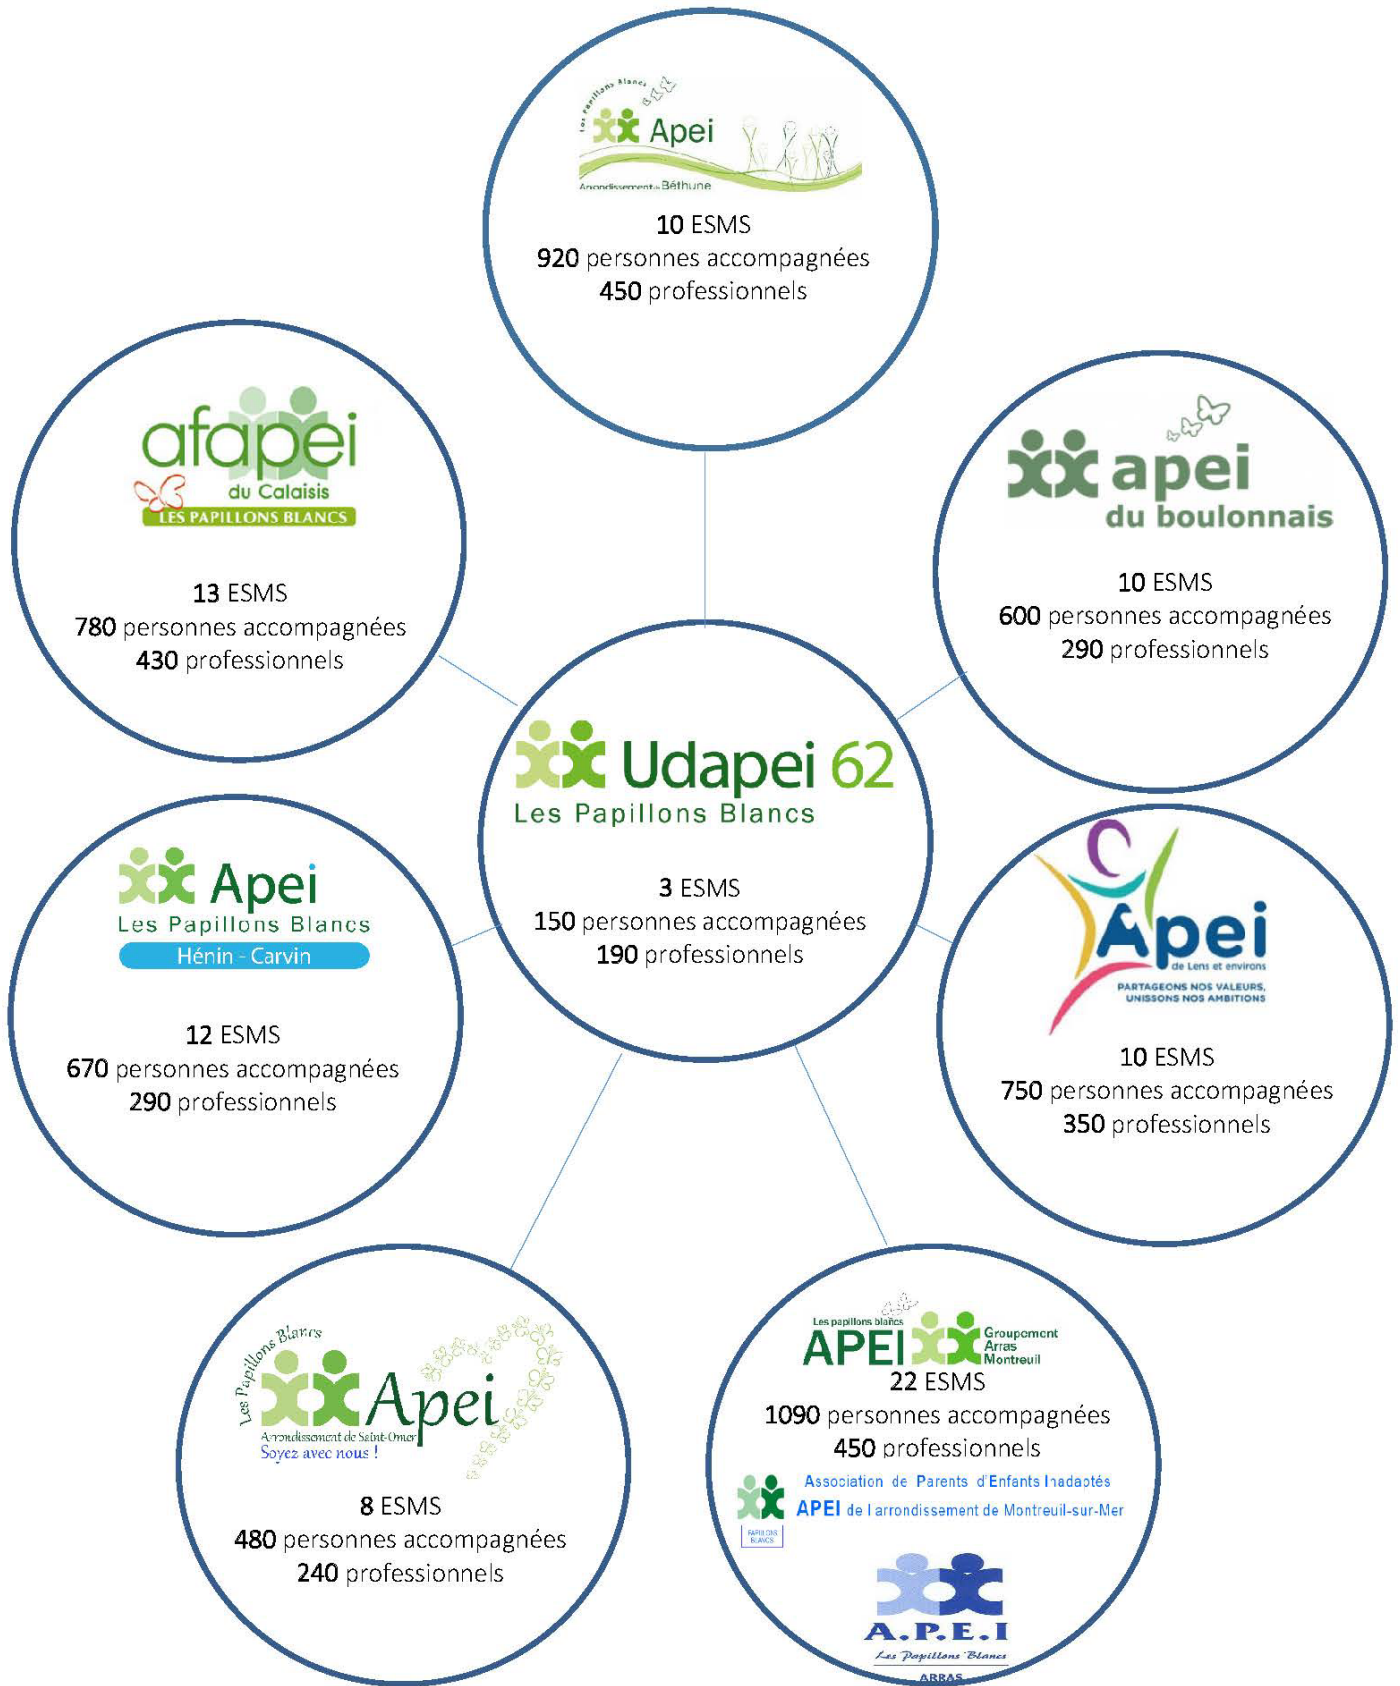 Les Papillons Blancs
Apei
Arrondissement de Béthune
10 ESMS
920 personnes accompagnées
450 professionnels
afapei
du Calaisis
LES PAPILLONS BLANCS
13 ESMS
780 personnes accompagnées
430 professionnels
apei
du boulonnais
10 ESMS
600 personnes accompagnées
290 professionnels
Udapei 62
Les Papillons Blancs
3 ESMS
150 personnes accompagnées
190 professionnels
Apei
Les Papillons Blancs
Hénin - Carvin
12 ESMS
670 personnes accompagnées
290 professionnels
Apei
de Lens et environs
PARTAGEONS NOS VALEURS,
UNISSONS NOS AMBITIONS
10 ESMS
750 personnes accompagnées
350 professionnels
Les Papillons Blancs
Apei
Arrondissement de Saint-Omer
Soyez avec nous !
8 ESMS
480 personnes accompagnées
240 professionnels
Les papillons blancs
APEI
Groupement
Arras
Montreuil
22 ESMS
1090 personnes accompagnées
450 professionnels
Association de Parents d'Enfants Inadaptés
APEI de l arrondissement de Montreuil-sur-Mer
PAPILLONS
BLANCS
A.P.E.I
Les Papillons Blancs
ARRAS